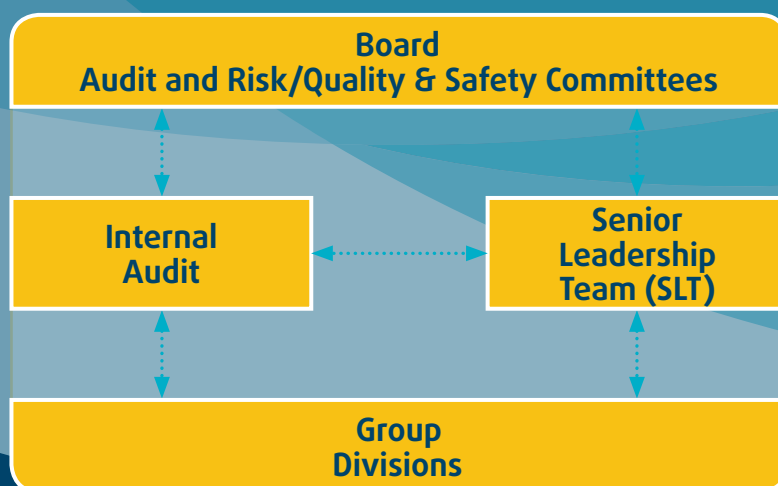 Board
Audit and Risk/Quality & Safety Committees
Internal
Audit
Senior
Leadership
Team (SLT)
Group
Divisions